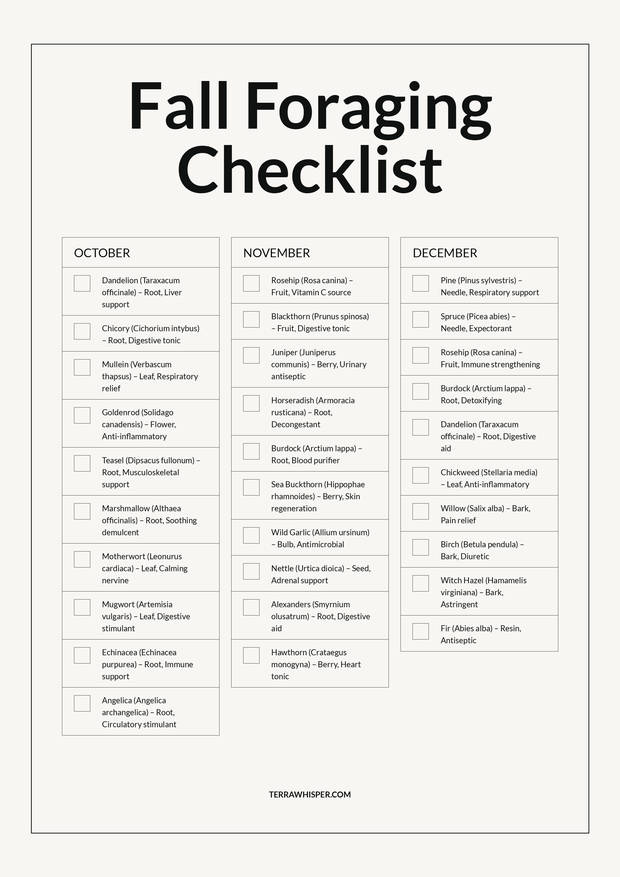 Fall Foraging
Checklist
OCTOBER
Dandelion (Taraxacum
officinale) – Root, Liver
support
Chicory (Cichorium intybus)
– Root, Digestive tonic
Mullein (Verbascum
thapsus) – Leaf, Respiratory
relief
Goldenrod (Solidago
canadensis) – Flower,
Anti-inflammatory
Teasel (Dipsacus fullonum) –
Root, Musculoskeletal
support
Marshmallow (Althaea
officinalis) – Root, Soothing
demulcent
Motherwort (Leonurus
cardiaca) – Leaf, Calming
nervine
Mugwort (Artemisia
vulgaris) – Leaf, Digestive
stimulant
Echinacea (Echinacea
purpurea) – Root, Immune
support
Angelica (Angelica
archangelica) – Root,
Circulatory stimulant
NOVEMBER
Rosehip (Rosa canina) –
Fruit, Vitamin C source
Blackthorn (Prunus spinosa)
– Fruit, Digestive tonic
Juniper (Juniperus
communis) – Berry, Urinary
antiseptic
Horseradish (Armoracia
rusticana) – Root,
Decongestant
Burdock (Arctium lappa) –
Root, Blood purifier
Sea Buckthorn (Hippophae
rhamnoides) – Berry, Skin
regeneration
Wild Garlic (Allium ursinum)
– Bulb, Antimicrobial
Nettle (Urtica dioica) – Seed,
Adrenal support
Alexanders (Smyrnium
olusatrum) – Root, Digestive
aid
Hawthorn (Crataegus
monogyna) – Berry, Heart
tonic
DECEMBER
Pine (Pinus sylvestris) –
Needle, Respiratory support
Spruce (Picea abies) –
Needle, Expectorant
Rosehip (Rosa canina) –
Fruit, Immune strengthening
Burdock (Arctium lappa) –
Root, Detoxifying
Dandelion (Taraxacum
officinale) – Root, Digestive
aid
Chickweed (Stellaria media)
– Leaf, Anti-inflammatory
Willow (Salix alba) – Bark,
Pain relief
Birch (Betula pendula) –
Bark, Diuretic
Witch Hazel (Hamamelis
virginiana) – Bark,
Astringent
Fir (Abies alba) – Resin,
Antiseptic
TERRAWHISPER.COM